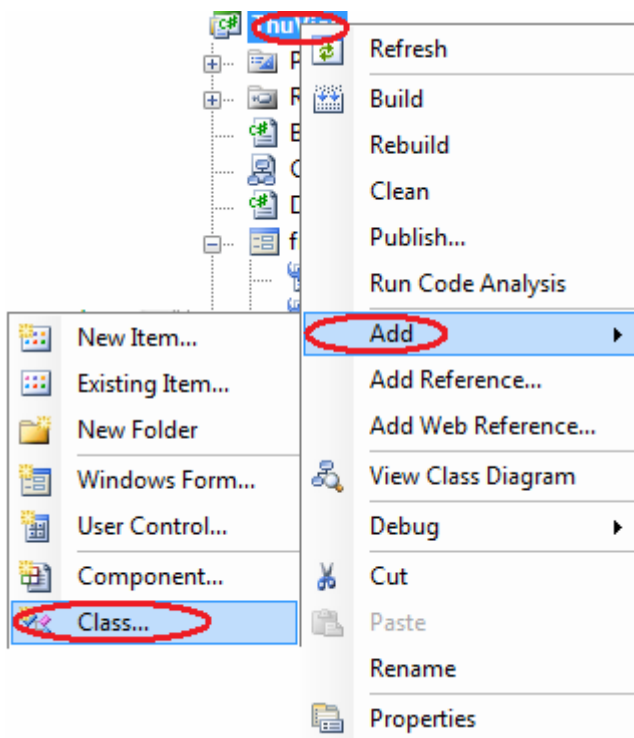 ThuVi
Refresh
Build
Rebuild
Clean
Publish...
Run Code Analysis
Add
Add Reference...
Add Web Reference...
View Class Diagram
Debug
Cut
Paste
Rename
Properties
New Item...
Existing Item...
New Folder
Windows Form...
User Control...
Component...
Class...